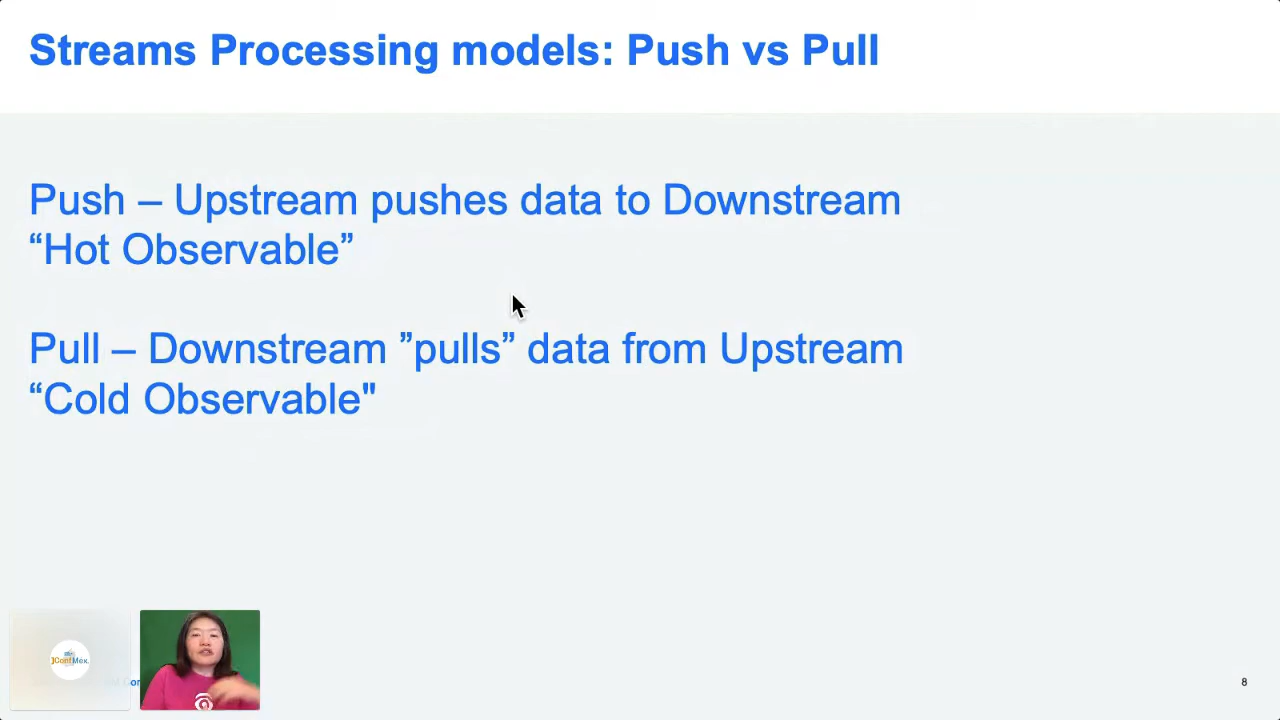 Streams Processing models: Push vs Pull
Push – Upstream pushes data to Downstream
“Hot Observable”
Pull – Downstream ”pulls” data from Upstream
“Cold Observable"
JConfMex.
8